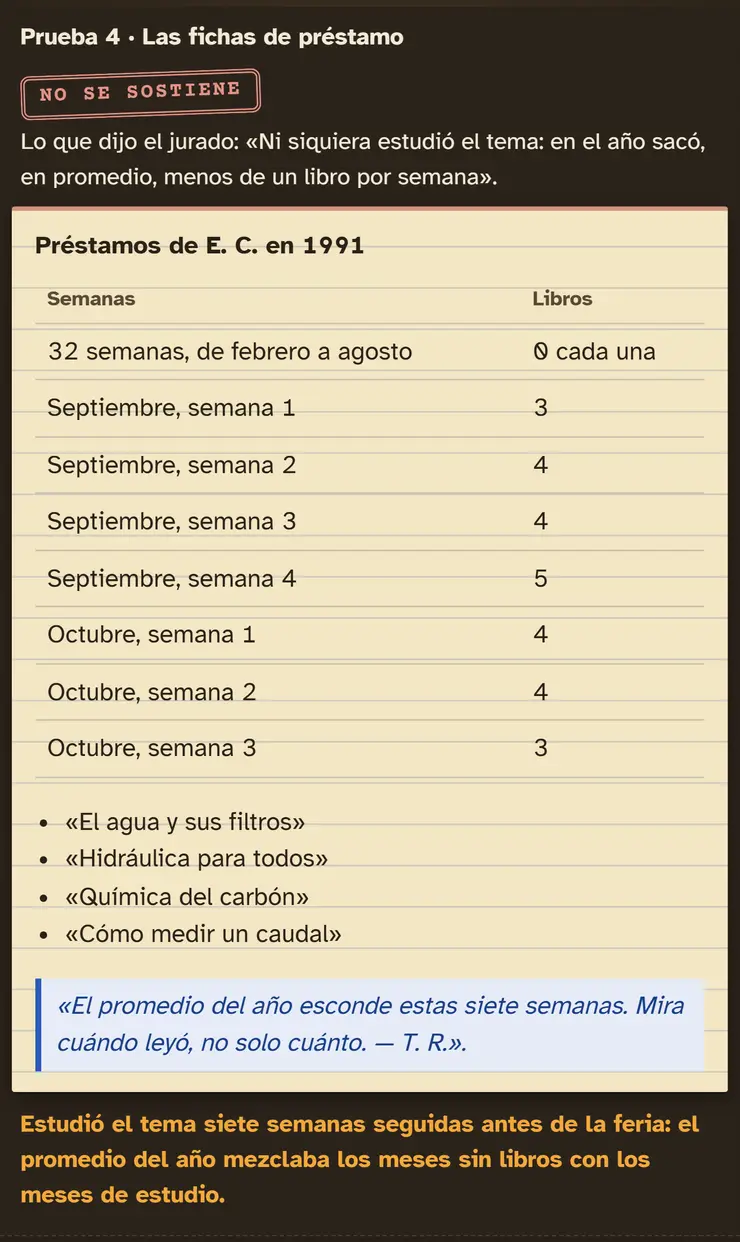 Prueba 4 · Las fichas de préstamo
NO SE SOSTIENE
Lo que dijo el jurado: «Ni siquiera estudió el tema: en el año sacó,
en promedio, menos de un libro por semana».
Préstamos de E. C. en 1991
Semanas Libros
32 semanas, de febrero a agosto 0 cada una
Septiembre, semana 1 3
Septiembre, semana 2 4
Septiembre, semana 3 4
Septiembre, semana 4 5
Octubre, semana 1 4
Octubre, semana 2 4
Octubre, semana 3 3
• «El agua y sus filtros»
• «Hidráulica para todos»
• «Química del carbón»
• «Cómo medir un caudal»
«El promedio del año esconde estas siete semanas. Mira
cuándo leyó, no solo cuánto. — T. R.».
Estudió el tema siete semanas seguidas antes de la feria: el
promedio del año mezclaba los meses sin libros con los
meses de estudio.